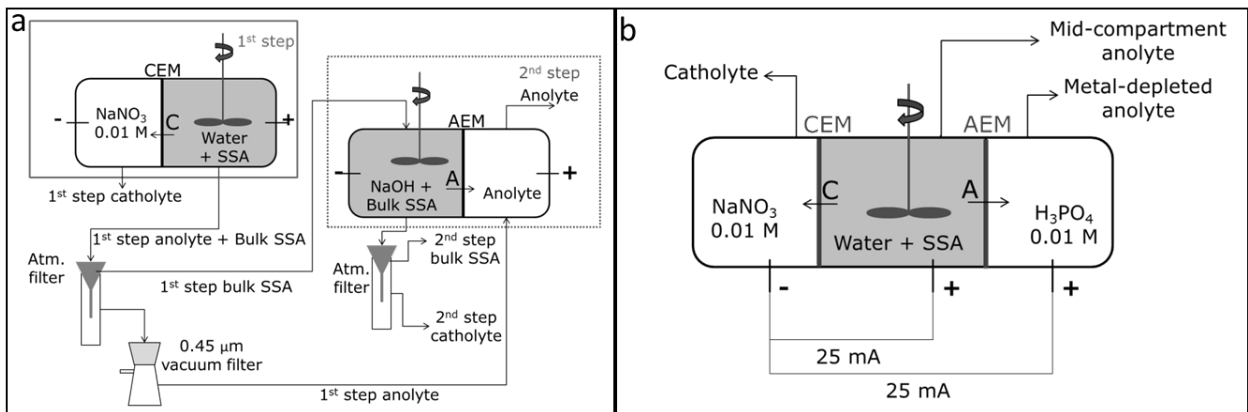 a
1st step
CEM
NaNO3
0.01 M
C
Water
+ SSA
-
+
1st step catholyte
1st step anolyte + Bulk SSA
Atm.
filter
1st step bulk SSA
0.45 µm
vacuum filter
1st step anolyte
2nd step
Anolyte
AEM
NaOH +
Bulk SSA
A
Anolyte
-
+
Atm.
filter
2nd step
bulk SSA
2nd step
catholyte
b
Mid-compartment
anolyte
Catholyte
Metal-depleted
anolyte
CEM
AEM
NaNO3
0.01 M
C
Water + SSA
A
H3PO4
0.01 M
-
+
+
25 mA
25 mA